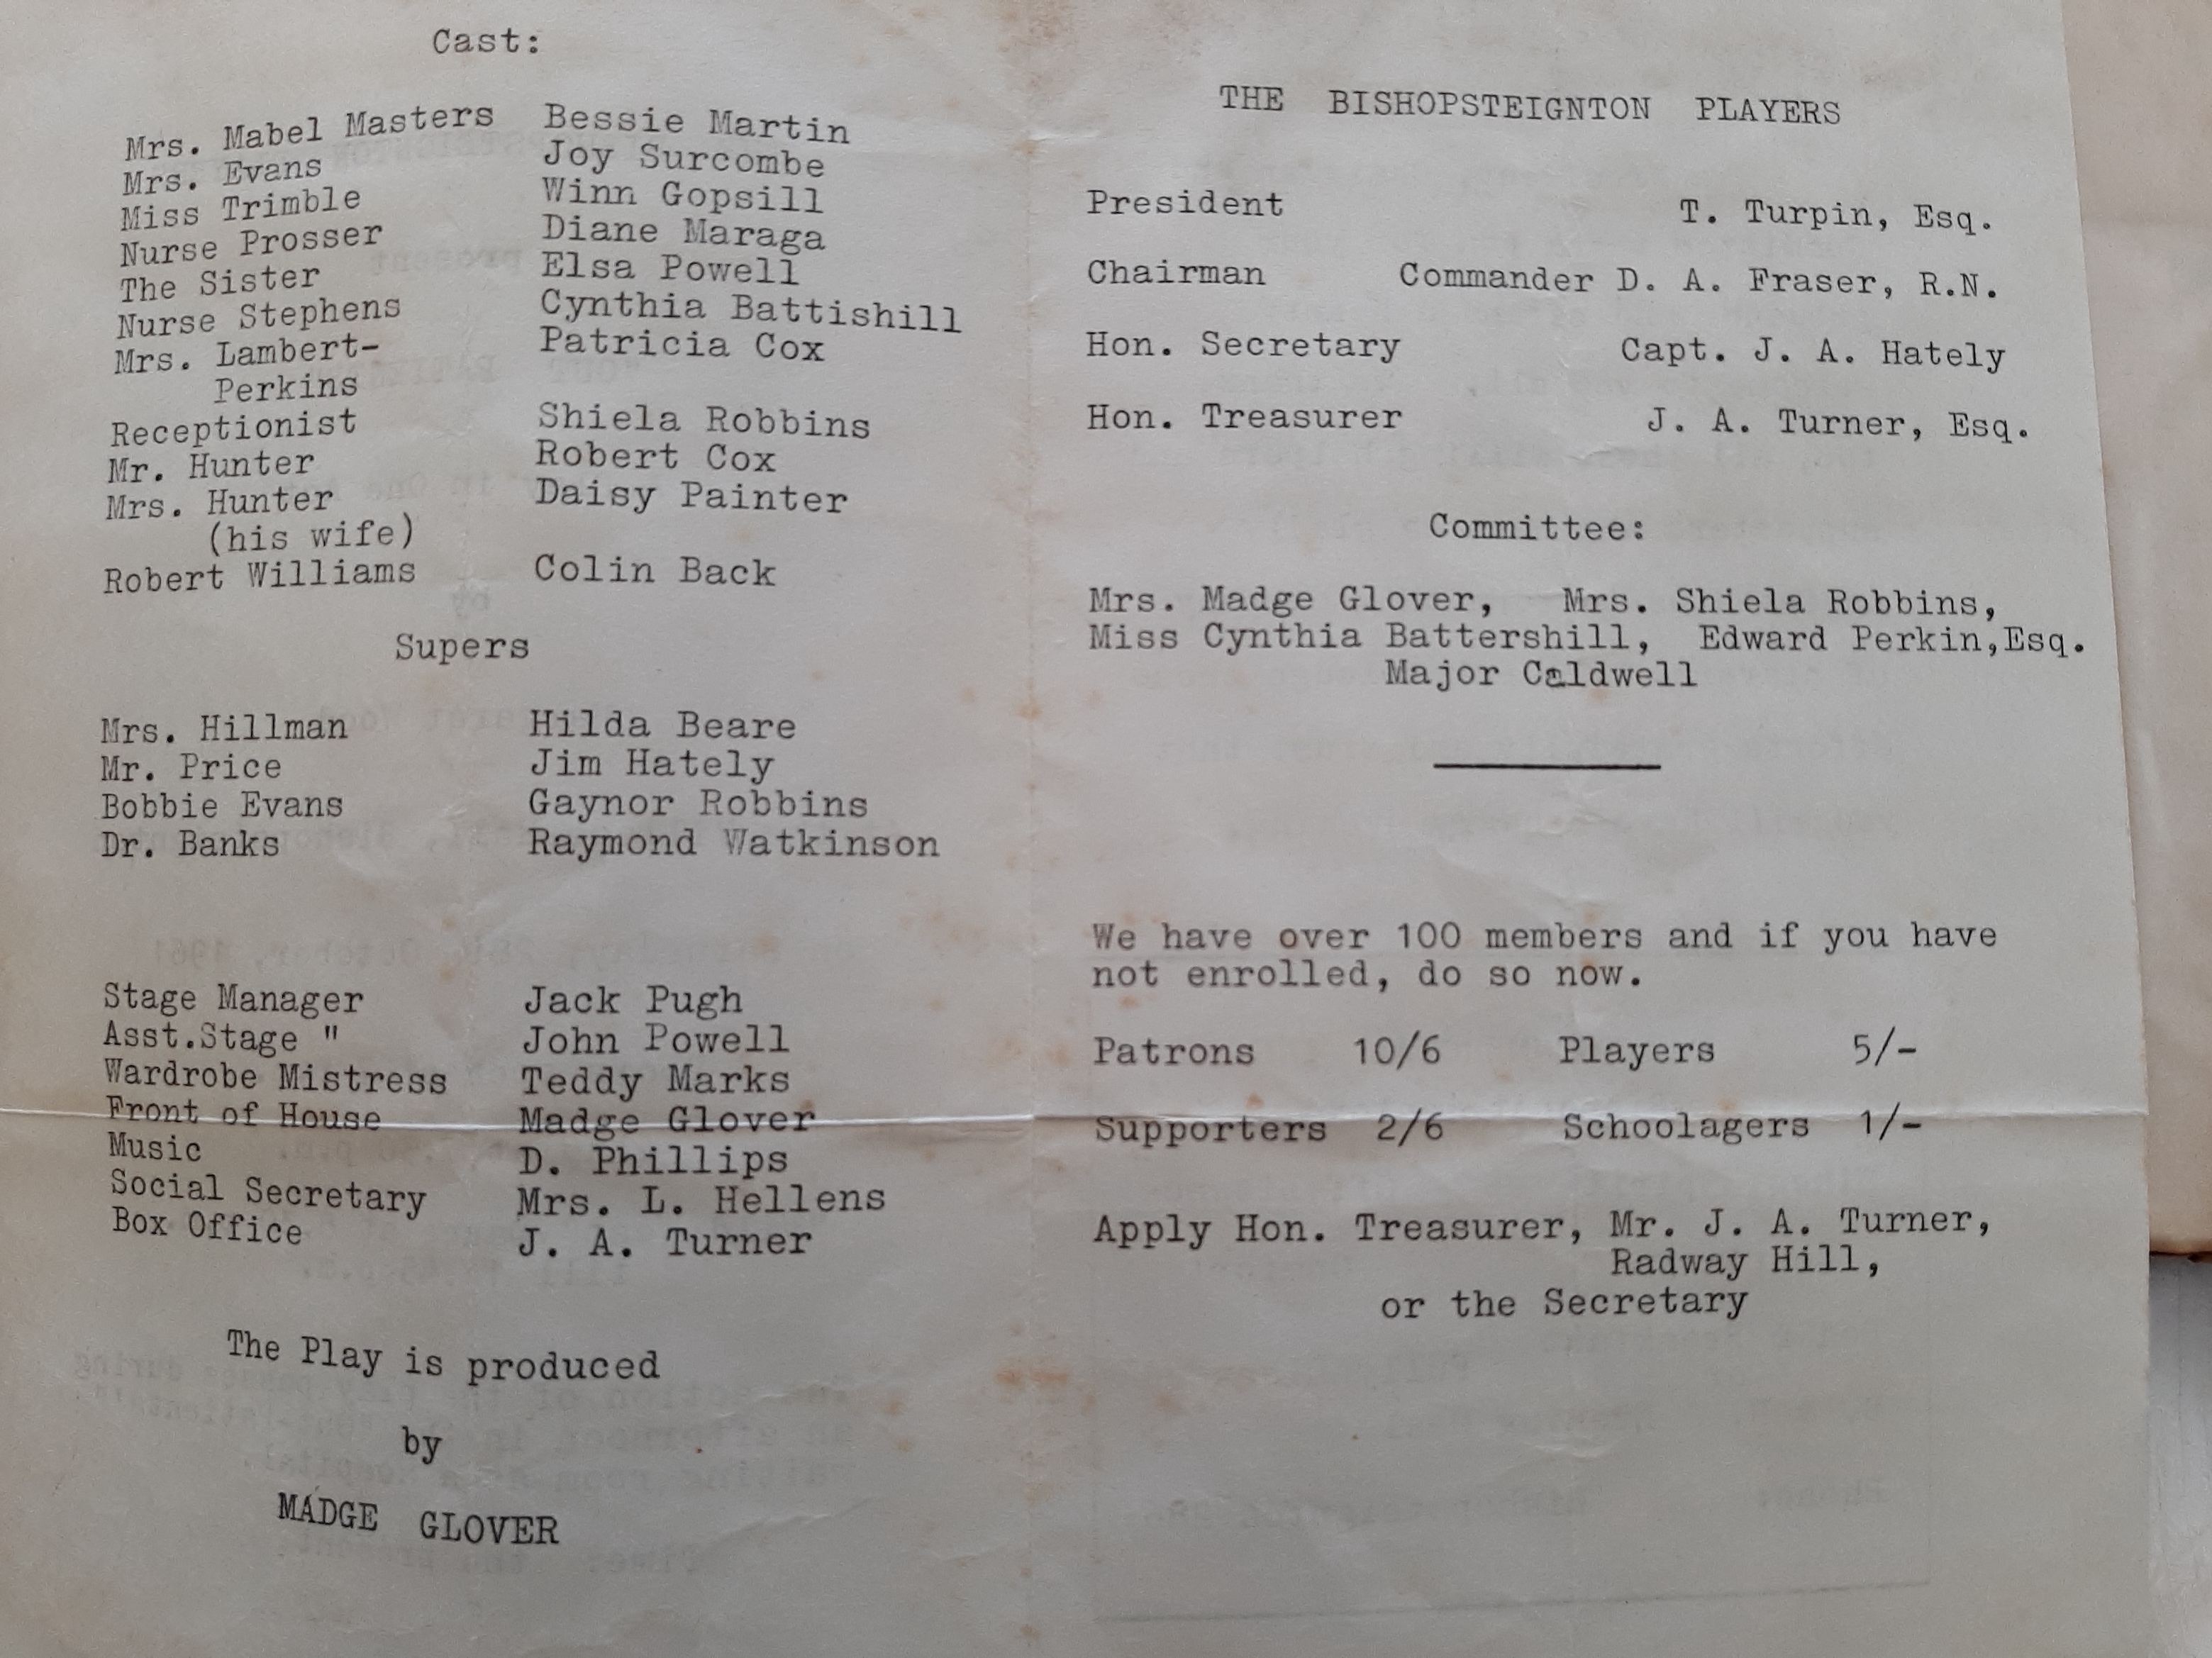 Cast:
Mrs. Mabel Masters Bessie Martin
Mrs. Evans Joy Surcombe
Miss Trimble Winn Gopsill
Nurse Prosser Diane Maraga
The Sister Elsa Powell
Nurse Stephens Cynthia Battishill
Mrs. Lambert- Patricia Cox
Perkins
Receptionist Shiela Robbins
Mr. Hunter Robert Cox
Mrs. Hunter Daisy Painter
(his wife)
Robert Williams Colin Back
Supers
Mrs. Hillman Hilda Beare
Mr. Price Jim Hately
Bobbie Evans Gaynor Robbins
Dr. Banks Raymond Watkinson
Stage Manager Jack Pugh
Asst.Stage " John Powell
Wardrobe Mistress Teddy Marks
Front of House Madge Glover
Music D. Phillips
Social Secretary Mrs. L. Hellens
Box Office J. A. Turner
The Play is produced
by
MADGE GLOVER
THE BISHOPSTEIGNTON PLAYERS
President T. Turpin, Esq.
Chairman Commander D. A. Fraser, R.N.
Hon. Secretary Capt. J. A. Hately
Hon. Treasurer J. A. Turner, Esq.
Committee:
Mrs. Madge Glover, Mrs. Shiela Robbins,
Miss Cynthia Battershill, Edward Perkin,Esq.
Major Caldwell
We have over 100 members and if you have
not enrolled, do so now.
Patrons 10/6 Players 5/-
Supporters 2/6 Schoolagers 1/-
Apply Hon. Treasurer, Mr. J. A. Turner,
Radway Hill,
or the Secretary